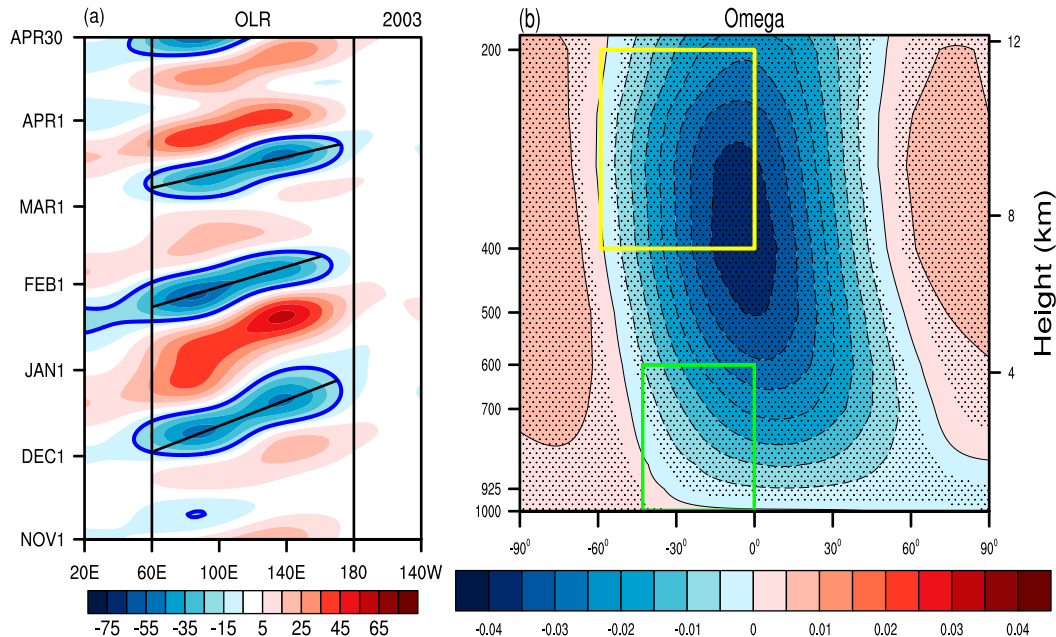 (a) OLR 2003
APR30
APR1
MAR1
FEB1
JAN1
DEC1
NOV1
20E 60E 100E 140E 180 140W
-75 -55 -35 -15 5 25 45 65
(b) Omega
200
400
500
600
700
925
1000
12
8
4
Height (km)
-90⁰ -60⁰ -30⁰ 0⁰ 30⁰ 60⁰ 90⁰
-0.04 -0.03 -0.02 -0.01 0 0.01 0.02 0.03 0.04